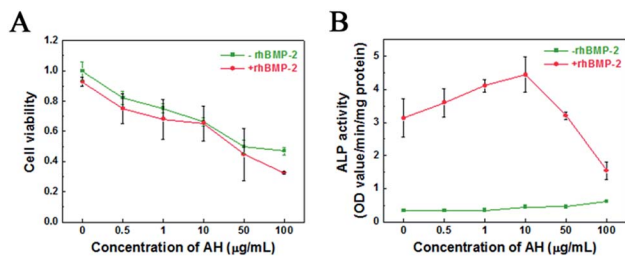 A
- rhBMP-2
+rhBMP-2
Cell viability
1.2
1.0
0.8
0.6
0.4
0.2
0.0
0 0.5 1 10 50 100
Concentration of AH (μg/mL)
B
-rhBMP-2
+rhBMP-2
ALP activity
(OD value/min/mg protein)
5
4
3
2
1
0
0 0.5 1 10 50 100
Concentration of AH (μg/mL)